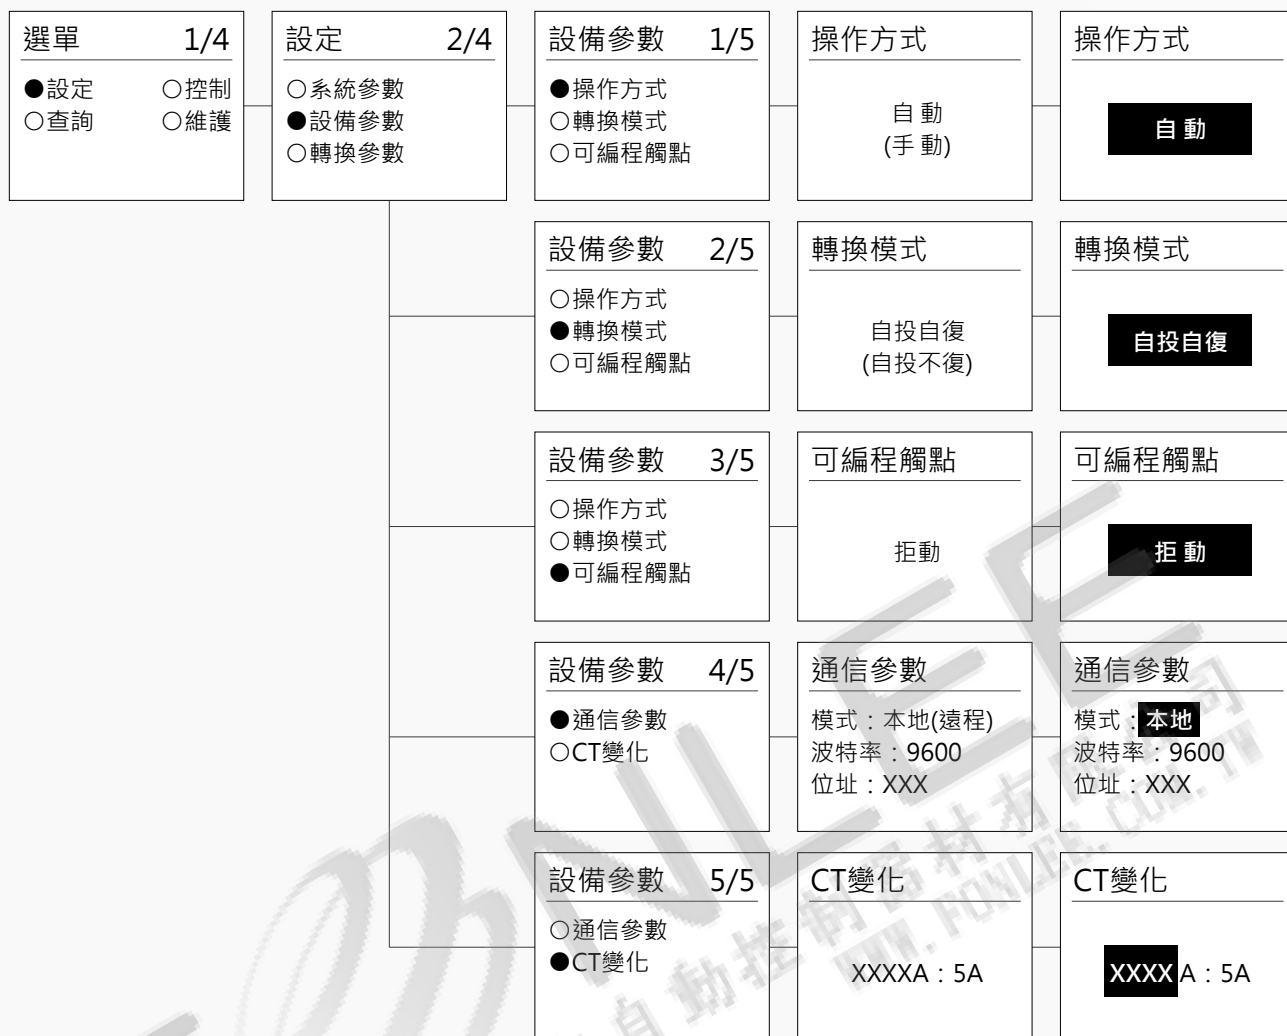 選單 1/4
●設定 ○控制
○查詢 ○維護
設定 2/4
○系統參數
●設備參數
○轉換參數
設備參數 1/5
●操作方式
○轉換模式
○可編程觸點
操作方式
自動
(手動)
操作方式
自動
設備參數 2/5
○操作方式
●轉換模式
○可編程觸點
轉換模式
自投自復
(自投不復)
轉換模式
自投自復
設備參數 3/5
○操作方式
○轉換模式
●可編程觸點
可編程觸點
拒動
可編程觸點
拒動
設備參數 4/5
●通信參數
○CT變化
通信參數
模式：本地(遠程)
波特率：9600
位址：XXX
通信參數
模式：本地
波特率：9600
位址：XXX
設備參數 5/5
○通信參數
●CT變化
CT變化
XXXXA：5A
CT變化
XXXXA：5A